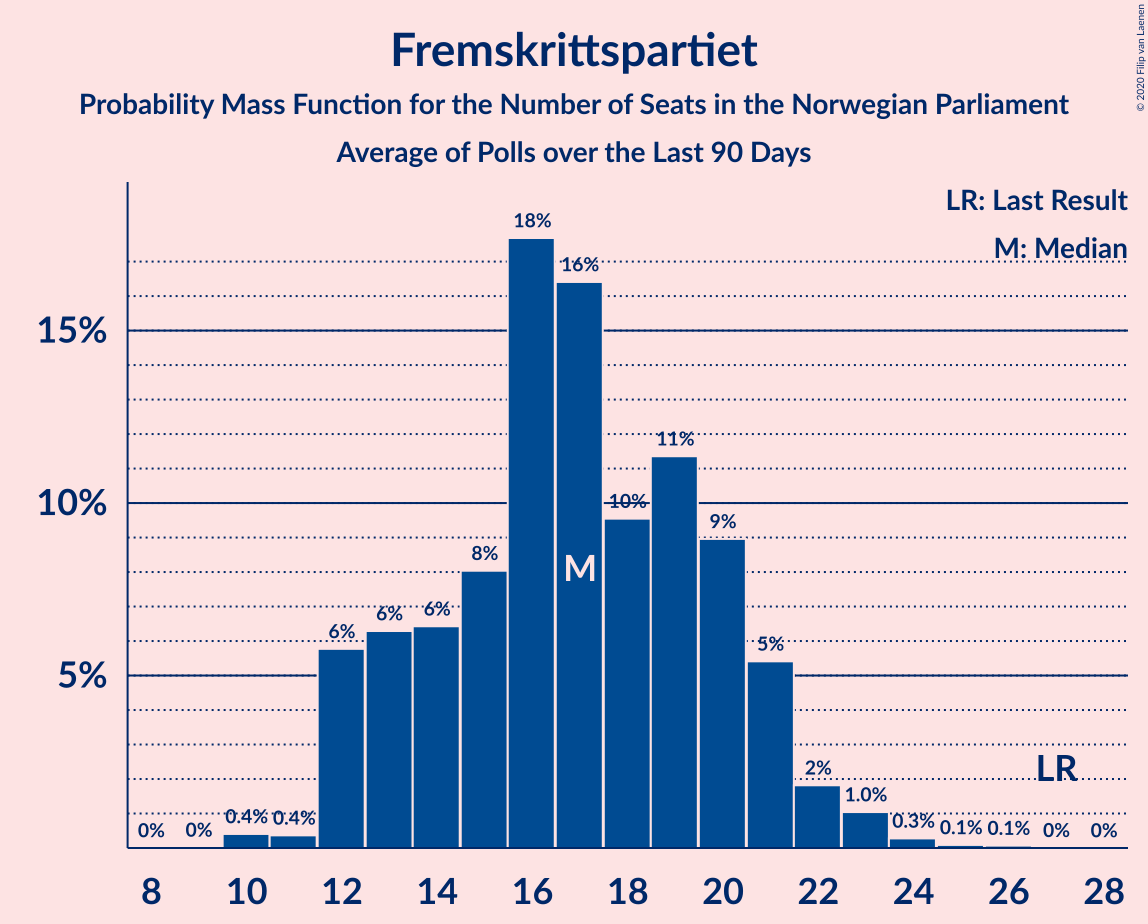 Fremskrittspartiet
Probability Mass Function for the Number of Seats in the Norwegian Parliament
Average of Polls over the Last 90 Days
© 2020 Filip van Laenen
LR: Last Result
M: Median
15%
10%
5%
0%
0%
0.4%
0.4%
6%
6%
6%
8%
18%
16%
10%
11%
9%
5%
2%
1.0%
0.3%
0.1%
0.1%
0%
0%
M
LR
8 10 12 14 16 18 20 22 24 26 28